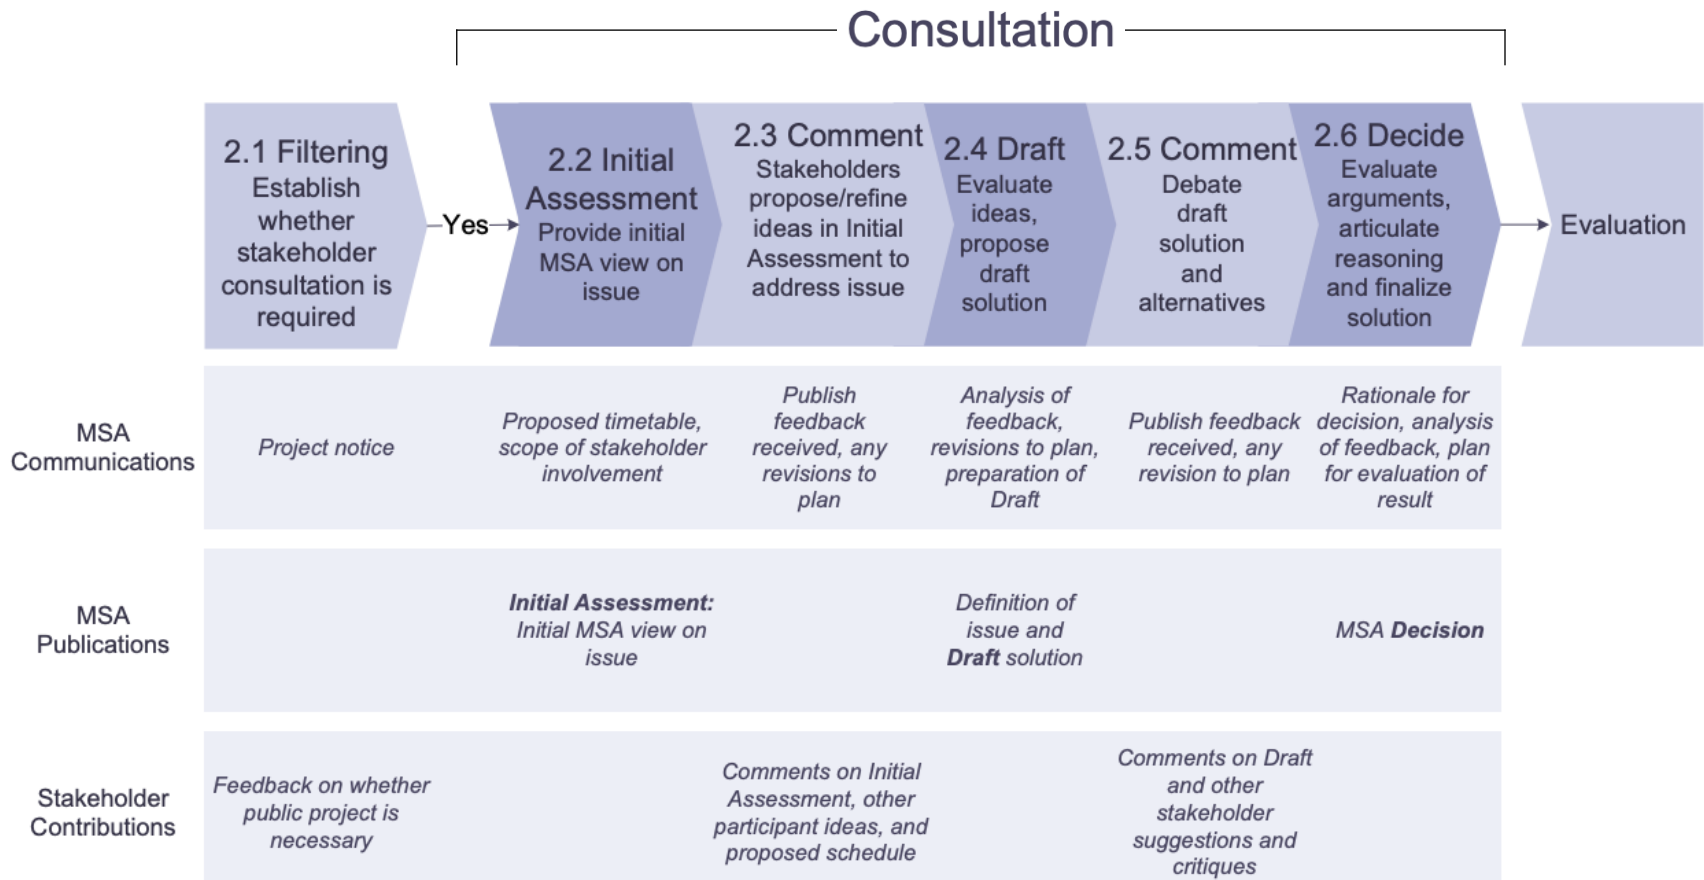 Consultation
2.1 Filtering
Establish
whether
stakeholder
consultation is
required
Yes
2.2 Initial
Assessment
Provide initial
MSA view on
issue
2.3 Comment
Stakeholders
propose/refine
ideas in Initial
Assessment to
address issue
2.4 Draft
Evaluate
ideas,
propose
draft
solution
2.5 Comment
Debate
draft
solution
and
alternatives
2.6 Decide
Evaluate
arguments,
articulate
reasoning
and finalize
solution
Evaluation
MSA
Communications
Project notice
Proposed timetable,
scope of stakeholder
involvement
Publish
feedback
received, any
revisions to
plan
Analysis of
feedback,
revisions to plan,
preparation of
Draft
Publish feedback
received, any
revision to plan
Rationale for
decision, analysis
of feedback, plan
for evaluation of
result
MSA
Publications
Initial Assessment:
Initial MSA view on
issue
Definition of
issue and
Draft solution
MSA Decision
Stakeholder
Contributions
Feedback on whether
public project is
necessary
Comments on Initial
Assessment, other
participant ideas, and
proposed schedule
Comments on Draft
and other
stakeholder
suggestions and
critiques